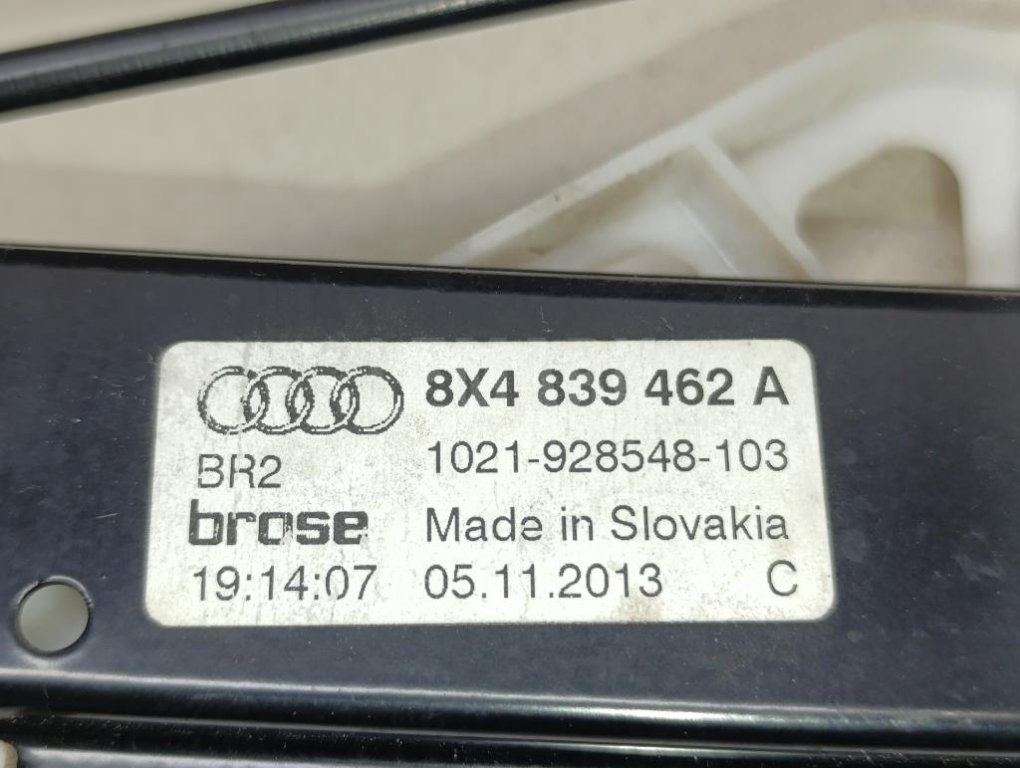 8X4 839 462 A
BR2 1021-928548-103
brose Made in Slovakia
19:14:07 05.11.2013 C